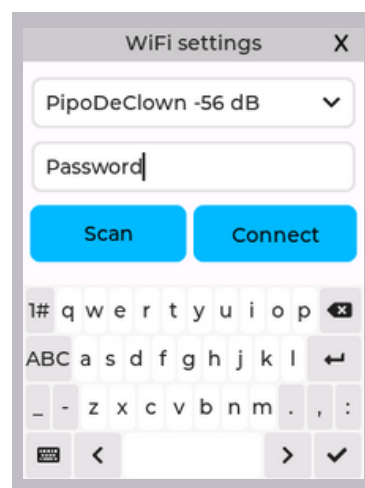 WiFi settings X
PipoDeClown -56 dB
Password
Scan Connect
1# q w e r t y u i o p
ABC a s d f g h j k l
_ - z x c v b n m . , :